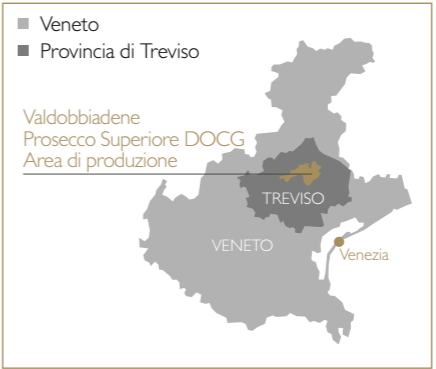 Veneto
Provincia di Treviso
Valdobbiadene
Prosecco Superiore DOCG
Area di produzione
TREVISO
VENETO
Venezia